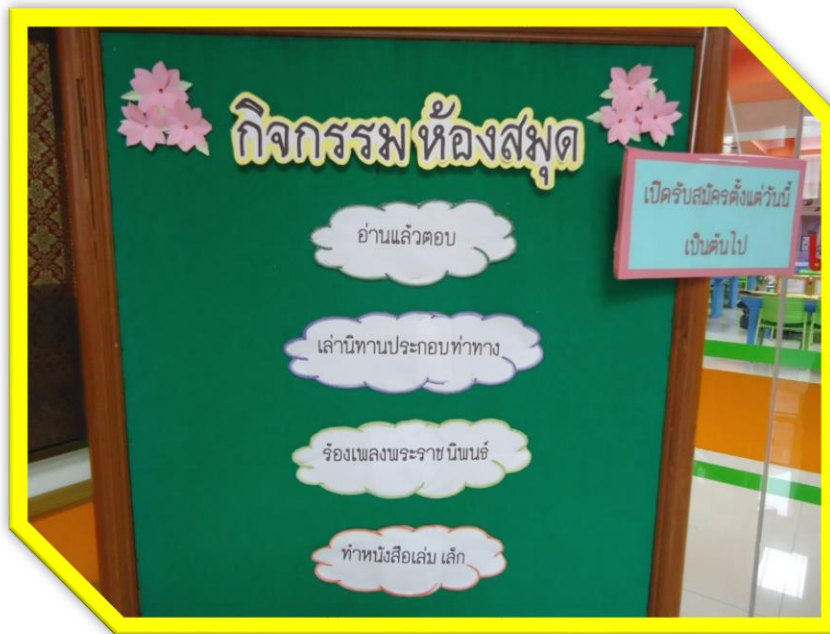 กิจกรรม ห้องสมุด
เปิดรับสมัครตั้งแต่วันนี้
เป็นต้นไป
อ่านแล้วตอบ
เล่านิทานประกอบท่าทาง
ร้องเพลงพระราชนิพนธ์
ทำหนังสือเล่มเล็ก